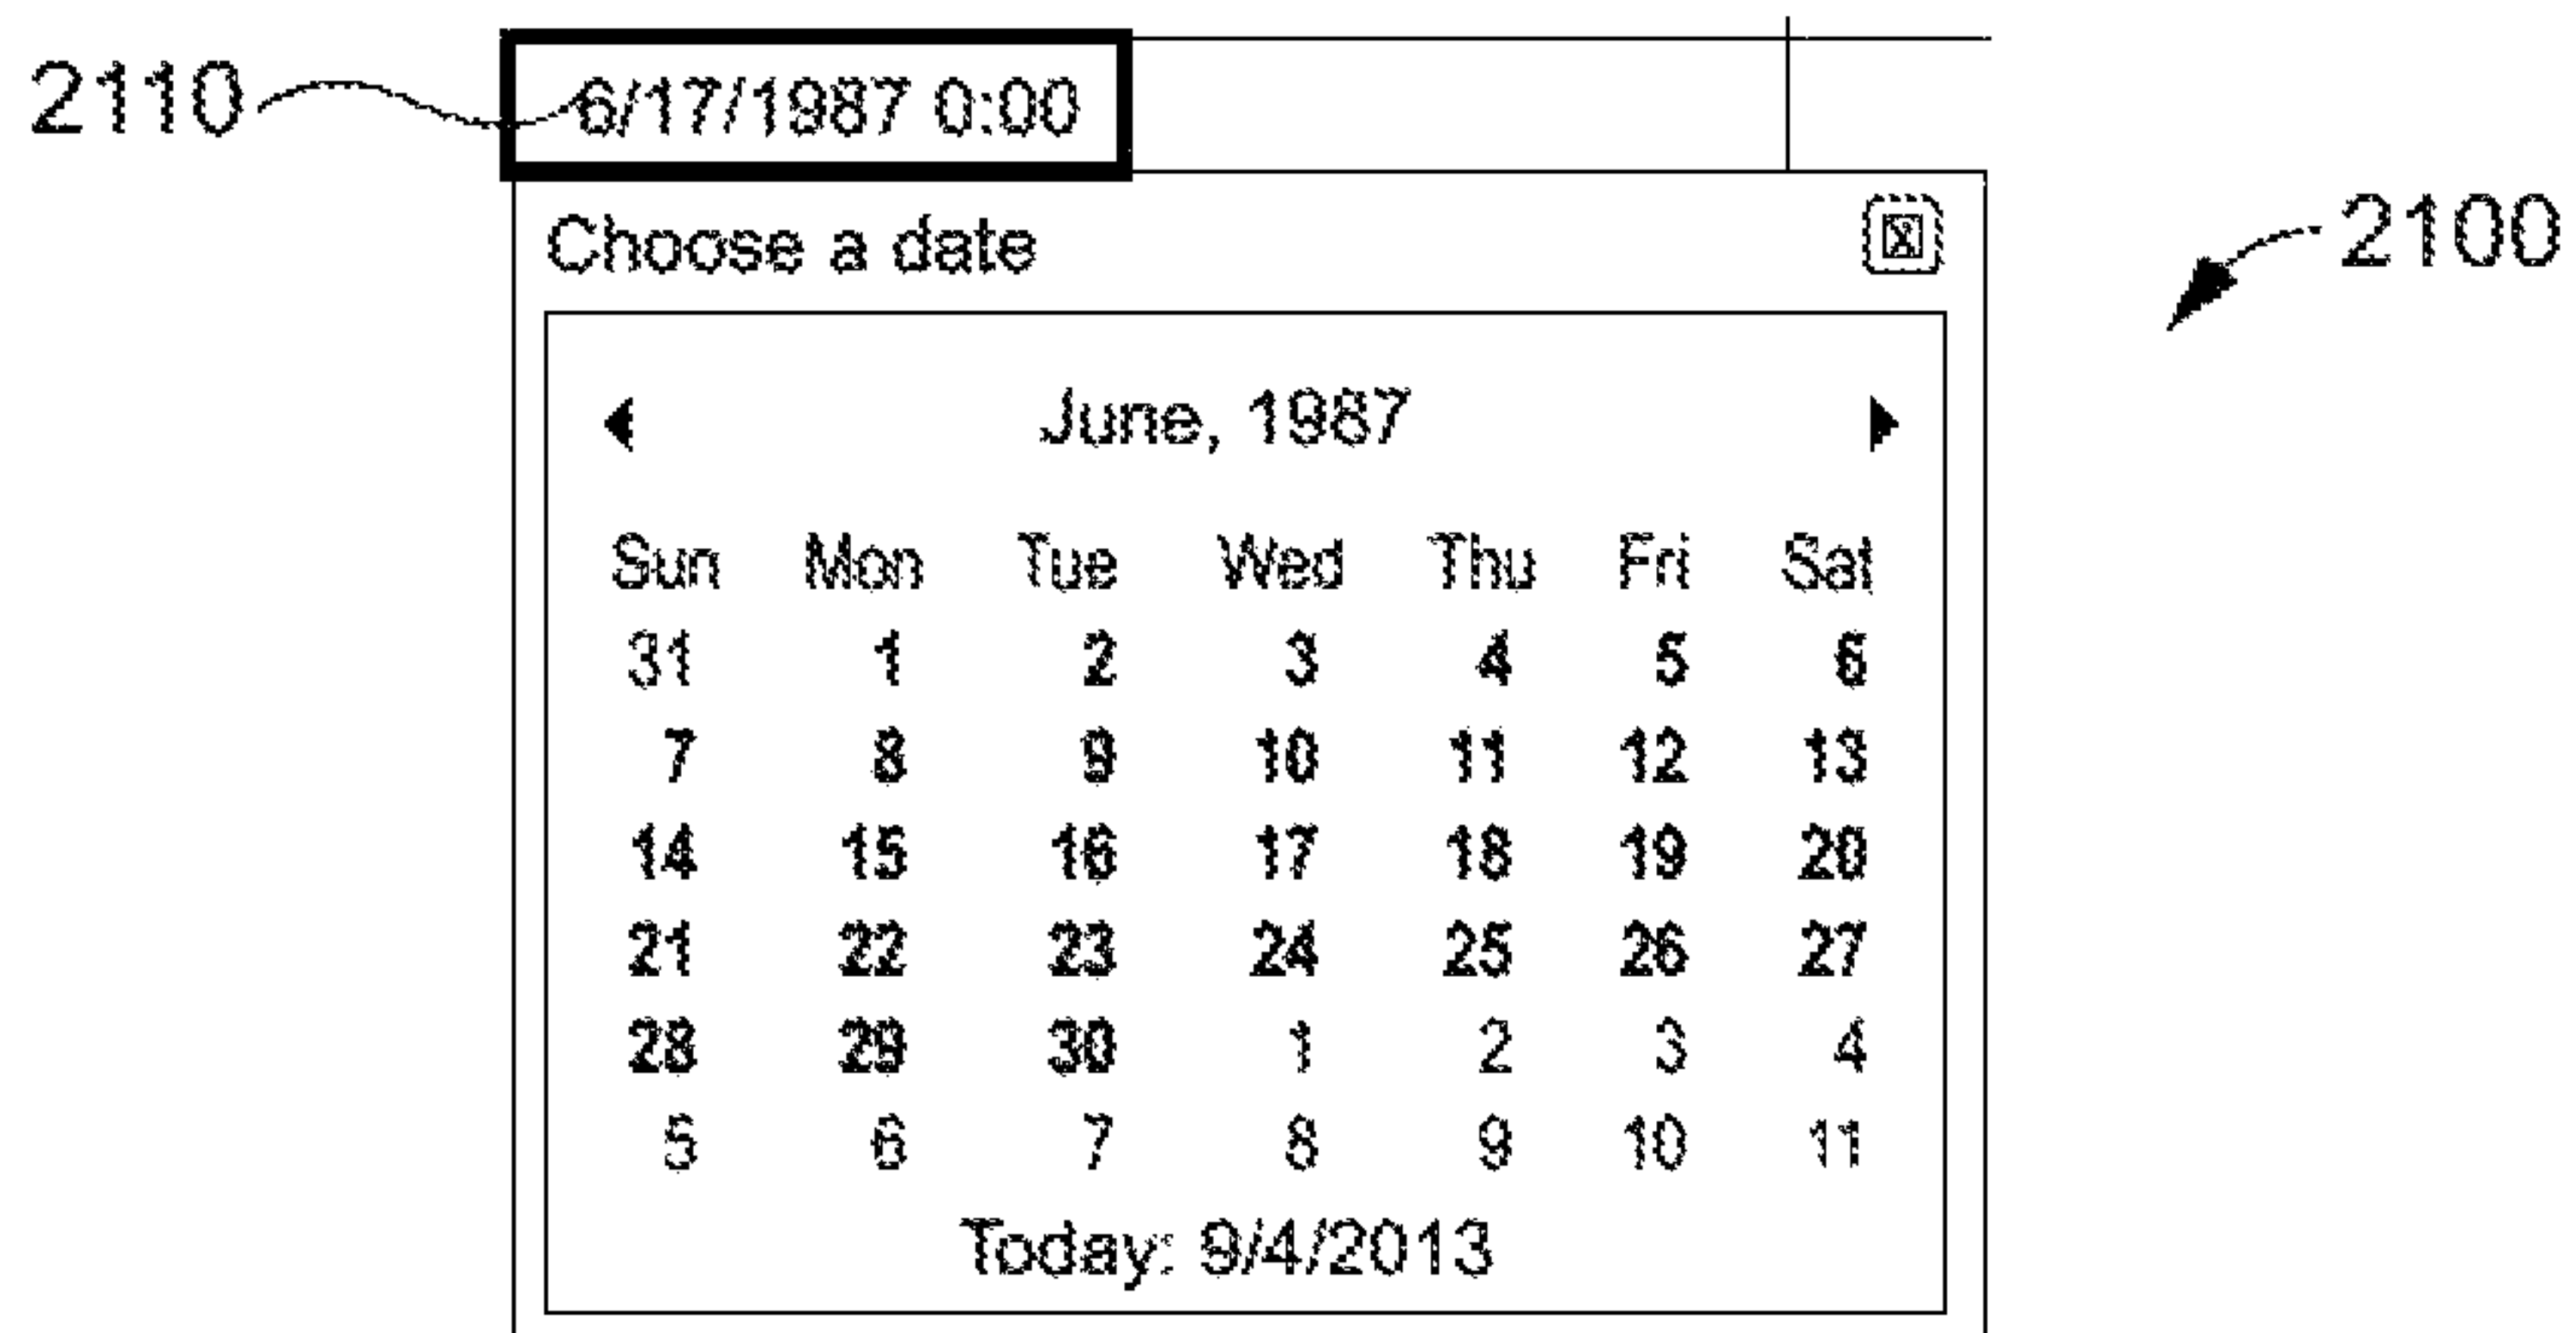 2110
6/17/1987 0:00
Choose a date
X
2100
June, 1987
Sun Mon Tue Wed Thu Fri Sat
31 1 2 3 4 5 6
7 8 9 10 11 12 13
14 15 16 17 18 19 20
21 22 23 24 25 26 27
28 29 30 1 2 3 4
5 6 7 8 9 10 11
Today: 9/4/2013